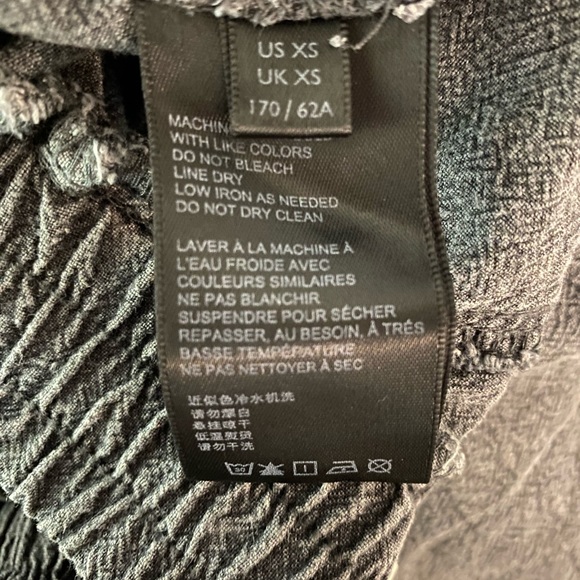 US XS
UK XS
170 / 62A
MACHIN
WITH LIKE COLORS
DO NOT BLEACH
LINE DRY
LOW IRON AS NEEDED
DO NOT DRY CLEAN
LAVER À LA MACHINE À
L'EAU FROIDE AVEC
COULEURS SIMILAIRES
NE PAS BLANCHIR
SUSPENDRE POUR SÉCHER
REPASSER, AU BESOIN, À TRÉS
BASSE TEMPÉRATURE
NE PAS NETTOYER À SEC
近似色冷水机洗
请勿漂白
悬挂晾干
低温熨烫
请勿干洗
30